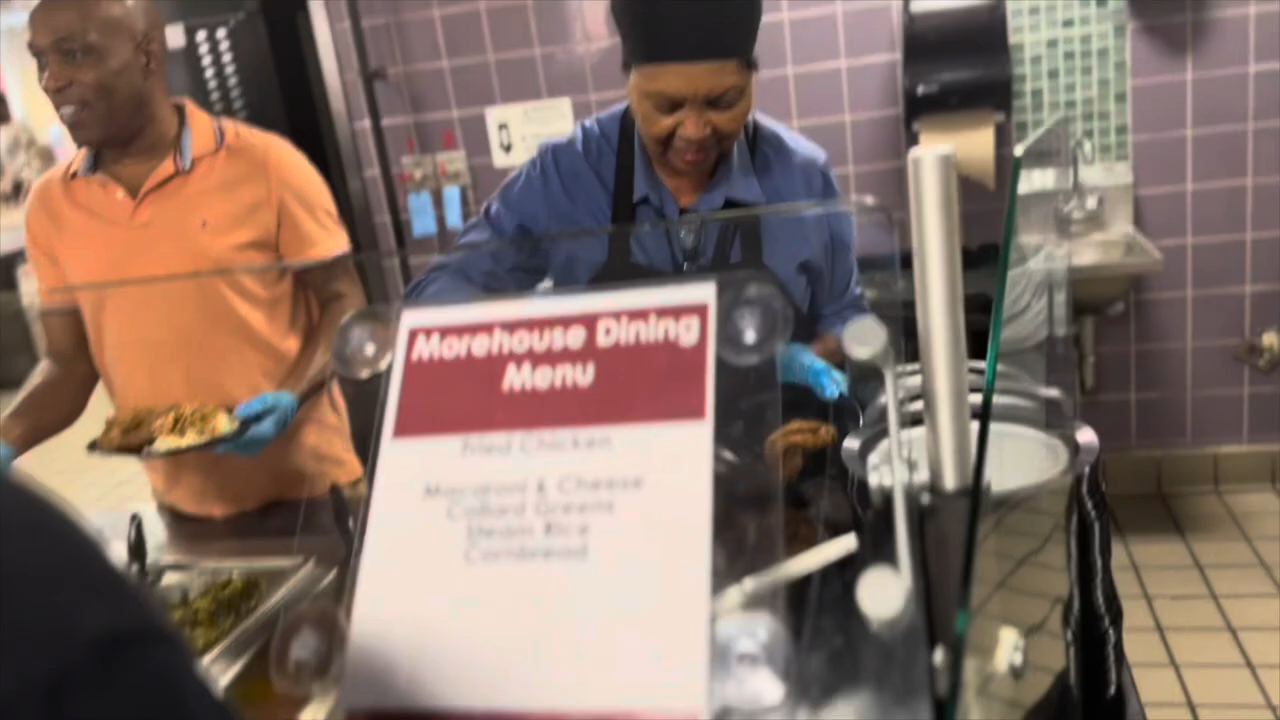 Morehouse Dining
Menu
Fried Chicken
Macaroni & Cheese
Collard Greens
Steam Rice
Cornbread